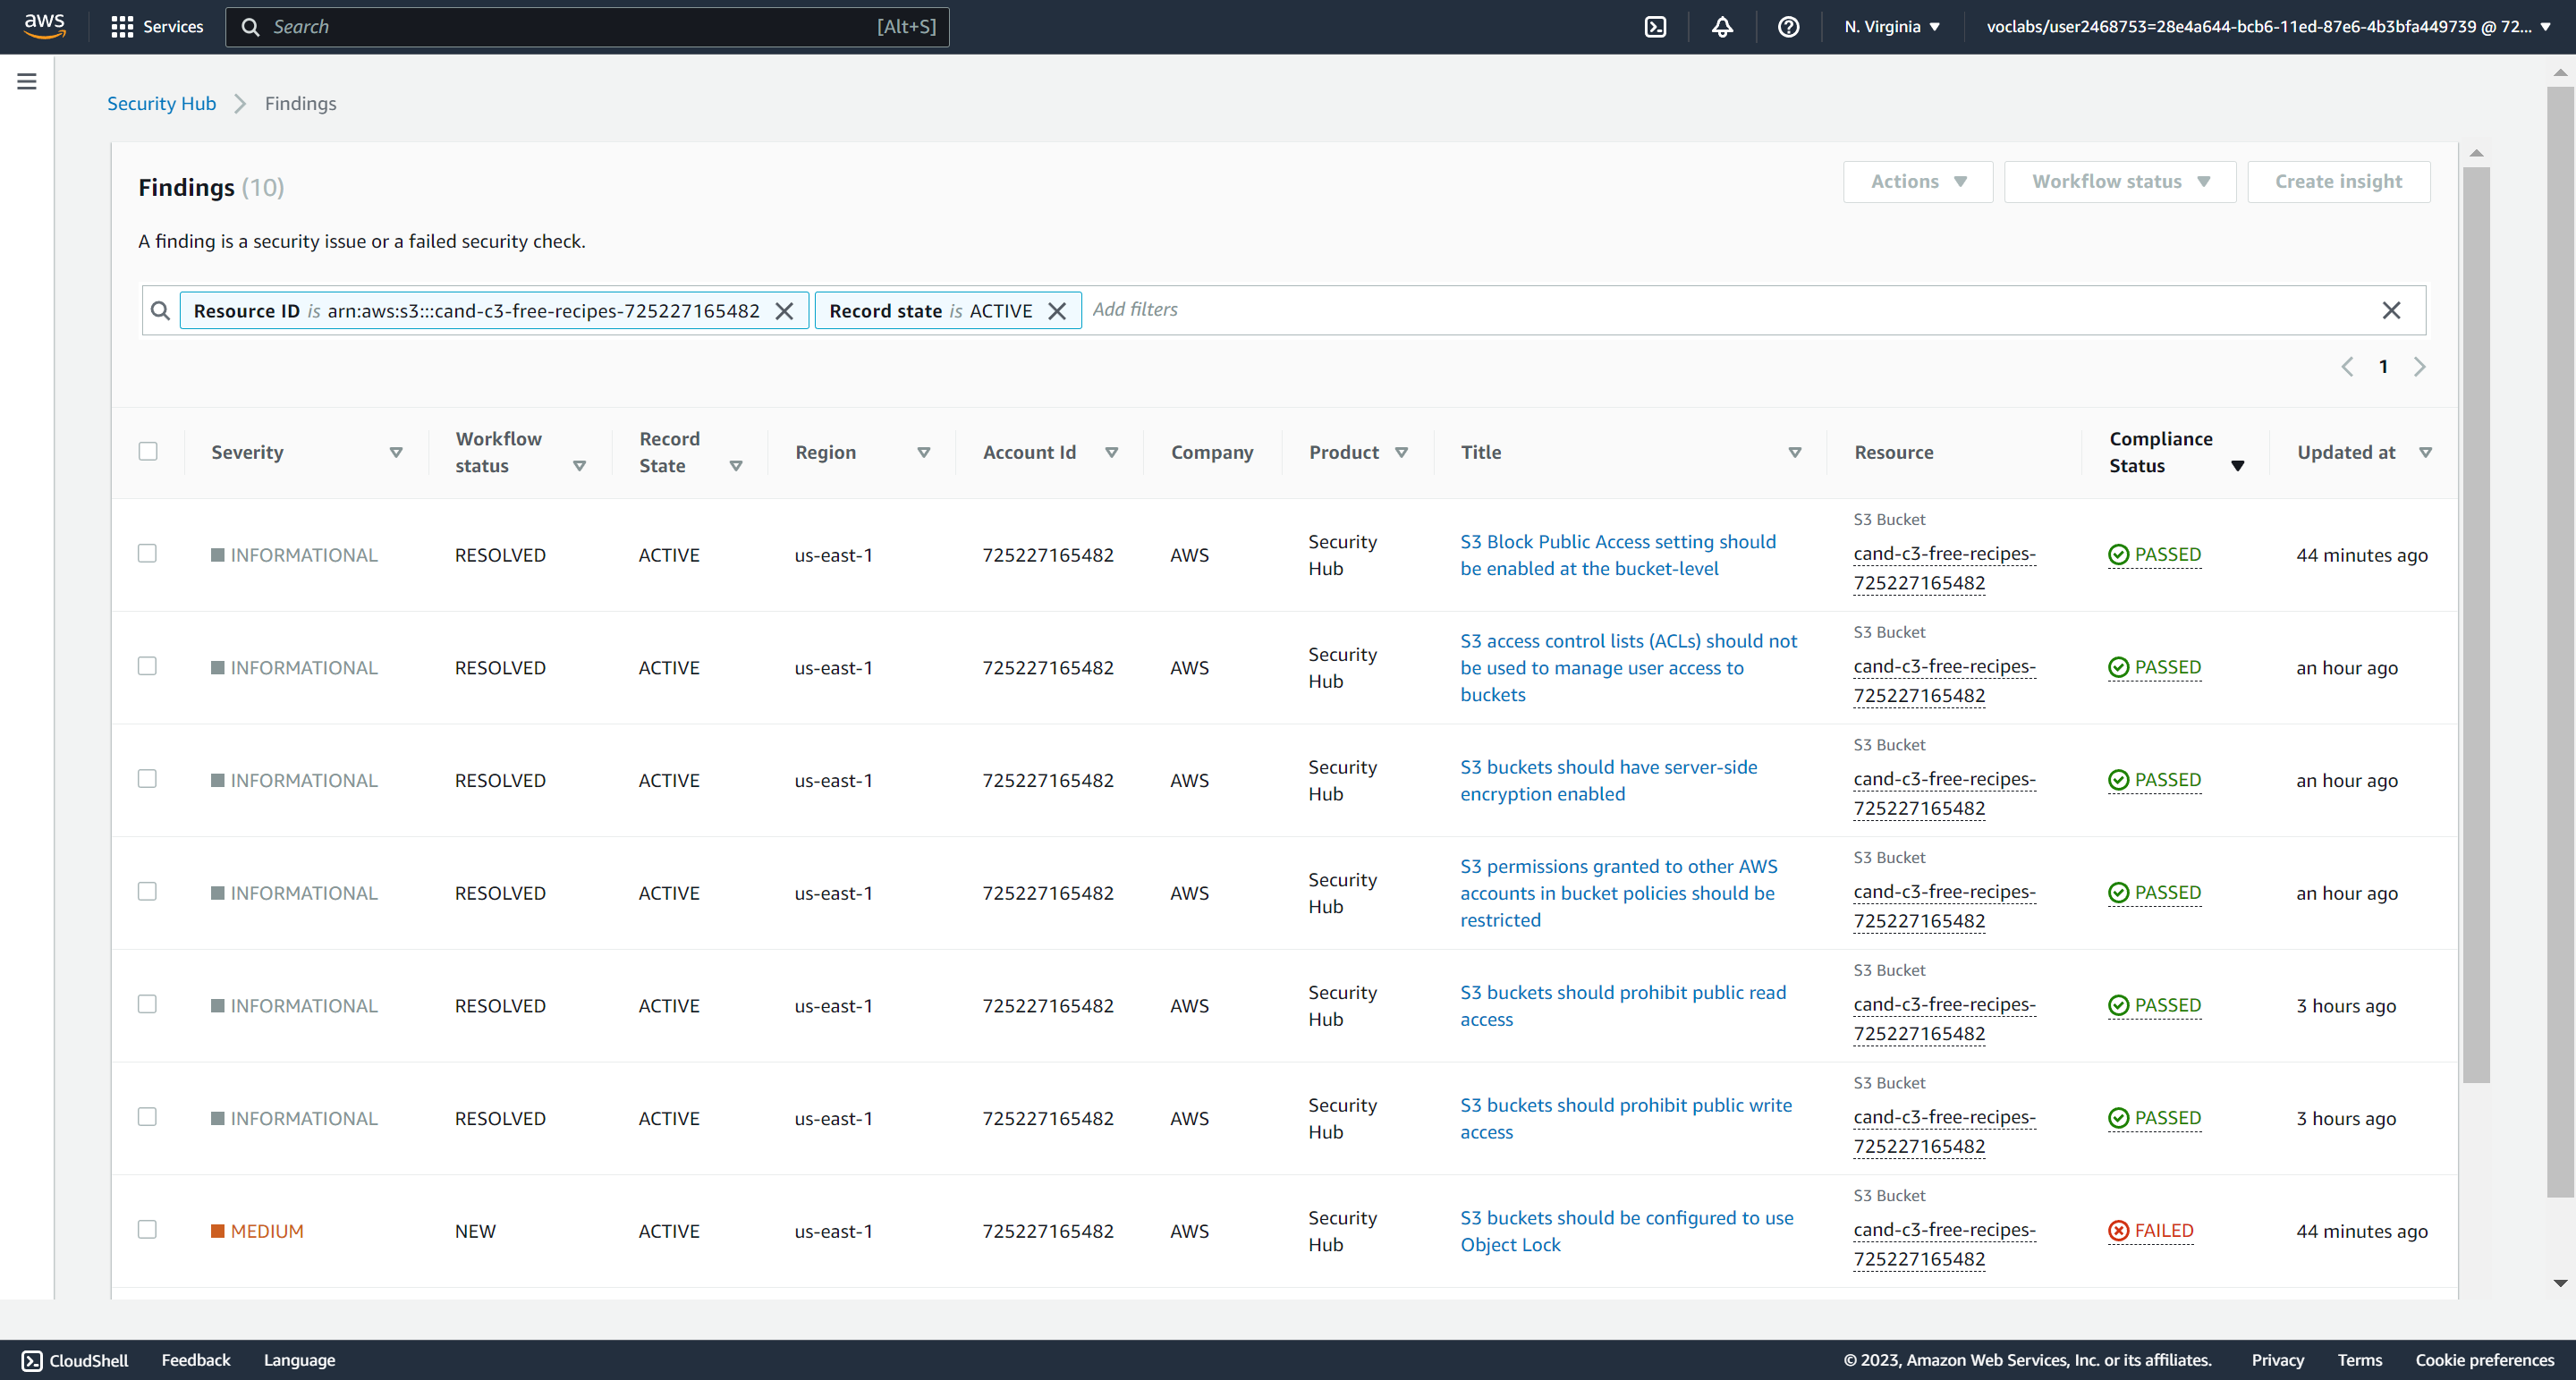 aws
Services
Search
[Alt+S]
N. Virginia
voclabs/user2468753=28e4a644-bcb6-11ed-87e6-4b3bfa449739 @ 72...
Security Hub
Findings
Findings (10)
Actions
Workflow status
Create insight
A finding is a security issue or a failed security check.
Resource ID is arn:aws:s3:::cand-c3-free-recipes-725227165482
Record state is ACTIVE
Add filters
1
Severity
Workflow
status
Record
State
Region
Account Id
Company
Product
Title
Resource
Compliance
Status
Updated at
INFORMATIONAL
RESOLVED
ACTIVE
us-east-1
725227165482
AWS
Security
Hub
S3 Block Public Access setting should
be enabled at the bucket-level
S3 Bucket
cand-c3-free-recipes-
725227165482
PASSED
44 minutes ago
INFORMATIONAL
RESOLVED
ACTIVE
us-east-1
725227165482
AWS
Security
Hub
S3 access control lists (ACLs) should not
be used to manage user access to
buckets
S3 Bucket
cand-c3-free-recipes-
725227165482
PASSED
an hour ago
INFORMATIONAL
RESOLVED
ACTIVE
us-east-1
725227165482
AWS
Security
Hub
S3 buckets should have server-side
encryption enabled
S3 Bucket
cand-c3-free-recipes-
725227165482
PASSED
an hour ago
INFORMATIONAL
RESOLVED
ACTIVE
us-east-1
725227165482
AWS
Security
Hub
S3 permissions granted to other AWS
accounts in bucket policies should be
restricted
S3 Bucket
cand-c3-free-recipes-
725227165482
PASSED
an hour ago
INFORMATIONAL
RESOLVED
ACTIVE
us-east-1
725227165482
AWS
Security
Hub
S3 buckets should prohibit public read
access
S3 Bucket
cand-c3-free-recipes-
725227165482
PASSED
3 hours ago
INFORMATIONAL
RESOLVED
ACTIVE
us-east-1
725227165482
AWS
Security
Hub
S3 buckets should prohibit public write
access
S3 Bucket
cand-c3-free-recipes-
725227165482
PASSED
3 hours ago
MEDIUM
NEW
ACTIVE
us-east-1
725227165482
AWS
Security
Hub
S3 buckets should be configured to use
Object Lock
S3 Bucket
cand-c3-free-recipes-
725227165482
FAILED
44 minutes ago
CloudShell
Feedback
Language
© 2023, Amazon Web Services, Inc. or its affiliates.
Privacy
Terms
Cookie preferences